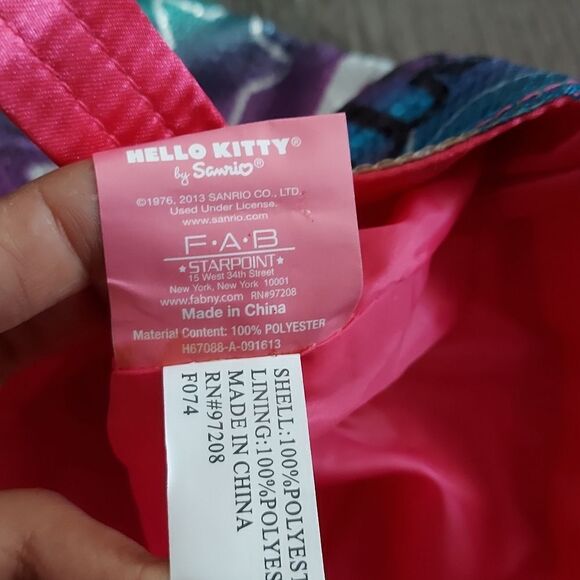 HELLO KITTY®
by Sanrio®
©1976, 2013 SANRIO CO., LTD.
Used Under License.
www.sanrio.com
F•A•B
★STARPOINT★
15 West 34th Street
New York, New York 10001
www.fabny.com RN#97208
Made in China
Material Content: 100% POLYESTER
H67088-A-091613
SHELL:100%POLYEST
LINING:100%POLYES
MADE IN CHINA
RN#97208
F074